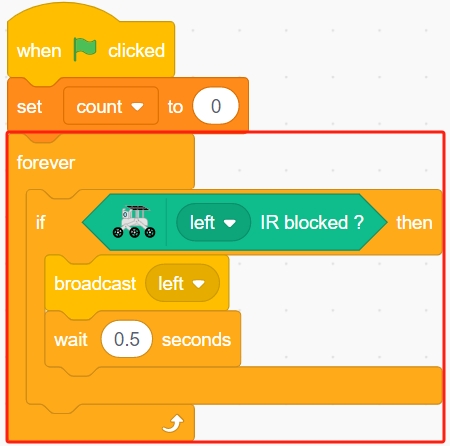 when clicked
set count to 0
forever
if left IR blocked ? then
broadcast left
wait 0.5 seconds